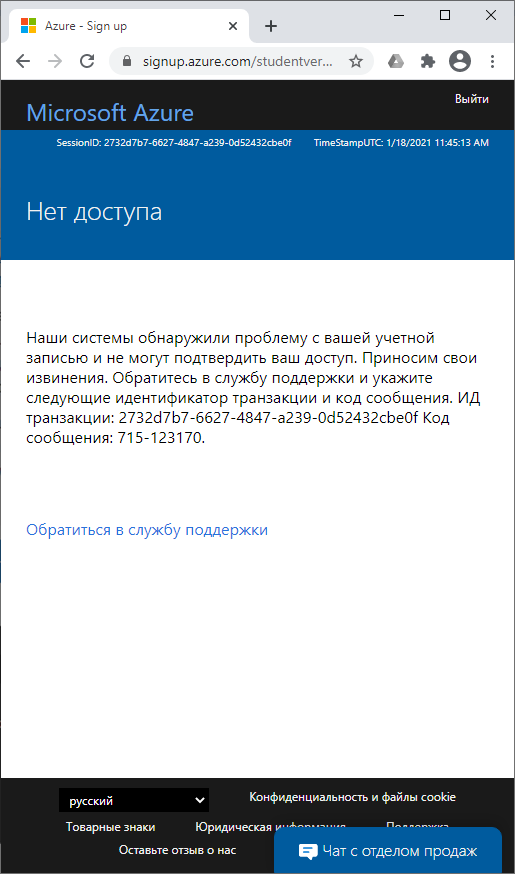 Azure - Sign up
signup.azure.com/studentver...
Выйти
Microsoft Azure
SessionID: 2732d7b7-6627-4847-a239-0d52432cbe0f TimeStampUTC: 1/18/2021 11:45:13 AM
Нет доступа
Наши системы обнаружили проблему с вашей учетной
записью и не могут подтвердить ваш доступ. Приносим свои
извинения. Обратитесь в службу поддержки и укажите
следующие идентификатор транзакции и код сообщения. ИД
транзакции: 2732d7b7-6627-4847-a239-0d52432cbe0f Код
сообщения: 715-123170.
Обратиться в службу поддержки
русский
Конфиденциальность и файлы cookie
Товарные знаки Юридическая информация Поддержка
Оставьте отзыв о нас
Чат с отделом продаж